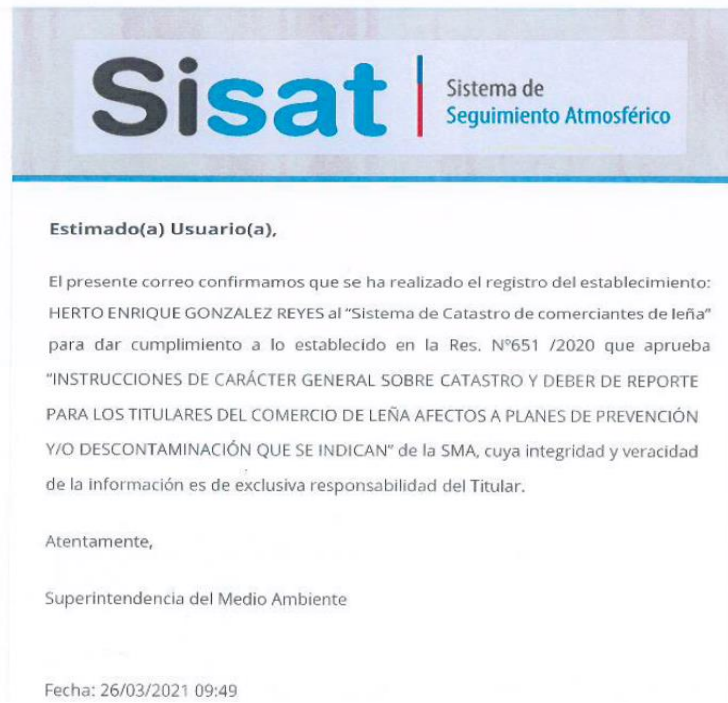 Sisat
Sistema de
Seguimiento Atmosférico
Estimado(a) Usuario(a),
El presente correo confirmamos que se ha realizado el registro del establecimiento:
HERTO ENRIQUE GONZALEZ REYES al "Sistema de Catastro de comerciantes de leña"
para dar cumplimiento a lo establecido en la Res. Nº651 /2020 que aprueba
"INSTRUCCIONES DE CARÁCTER GENERAL SOBRE CATASTRO Y DEBER DE REPORTE
PARA LOS TITULARES DEL COMERCIO DE LEÑA AFECTOS A PLANES DE PREVENCIÓN
Y/O DESCONTAMINACIÓN QUE SE INDICAN" de la SMA, cuya integridad y veracidad
de la información es de exclusiva responsabilidad del Titular.
Atentamente,
Superintendencia del Medio Ambiente
Fecha: 26/03/2021 09:49